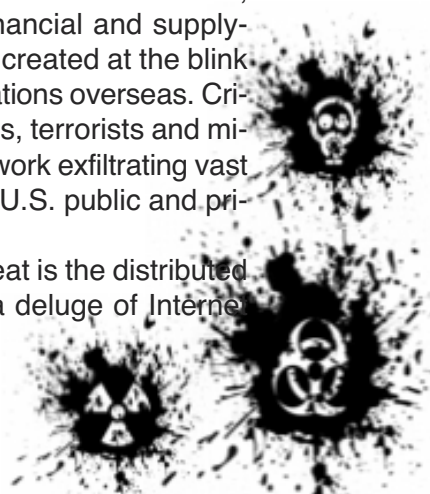 nancial and supply-
created at the blink
ations overseas. Cri-
s, terrorists and mi-
work exfiltrating vast
U.S. public and pri-
eat is the distributed
a deluge of Internet